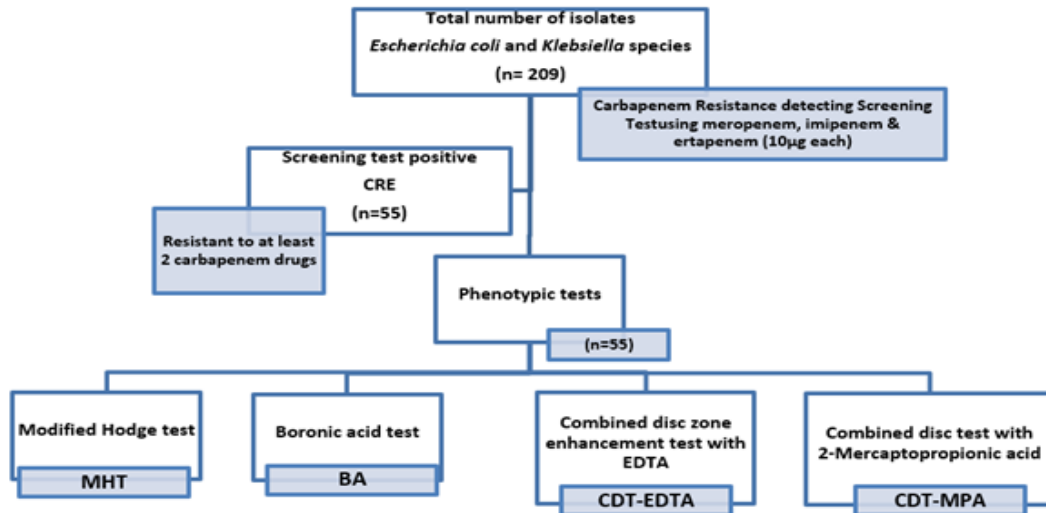 Total number of isolates
Escherichia coli and Klebsiella species
(n= 209)
Carbapenem Resistance detecting Screening
Testusing meropenem, imipenem &
ertapenem (10μg each)
Screening test positive
CRE
(n=55)
Resistant to at least
2 carbapenem drugs
Phenotypic tests
(n=55)
Modified Hodge test
MHT
Boronic acid test
BA
Combined disc zone
enhancement test with
EDTA
CDT-EDTA
Combined disc test with
2-Mercaptopropionic acid
CDT-MPA